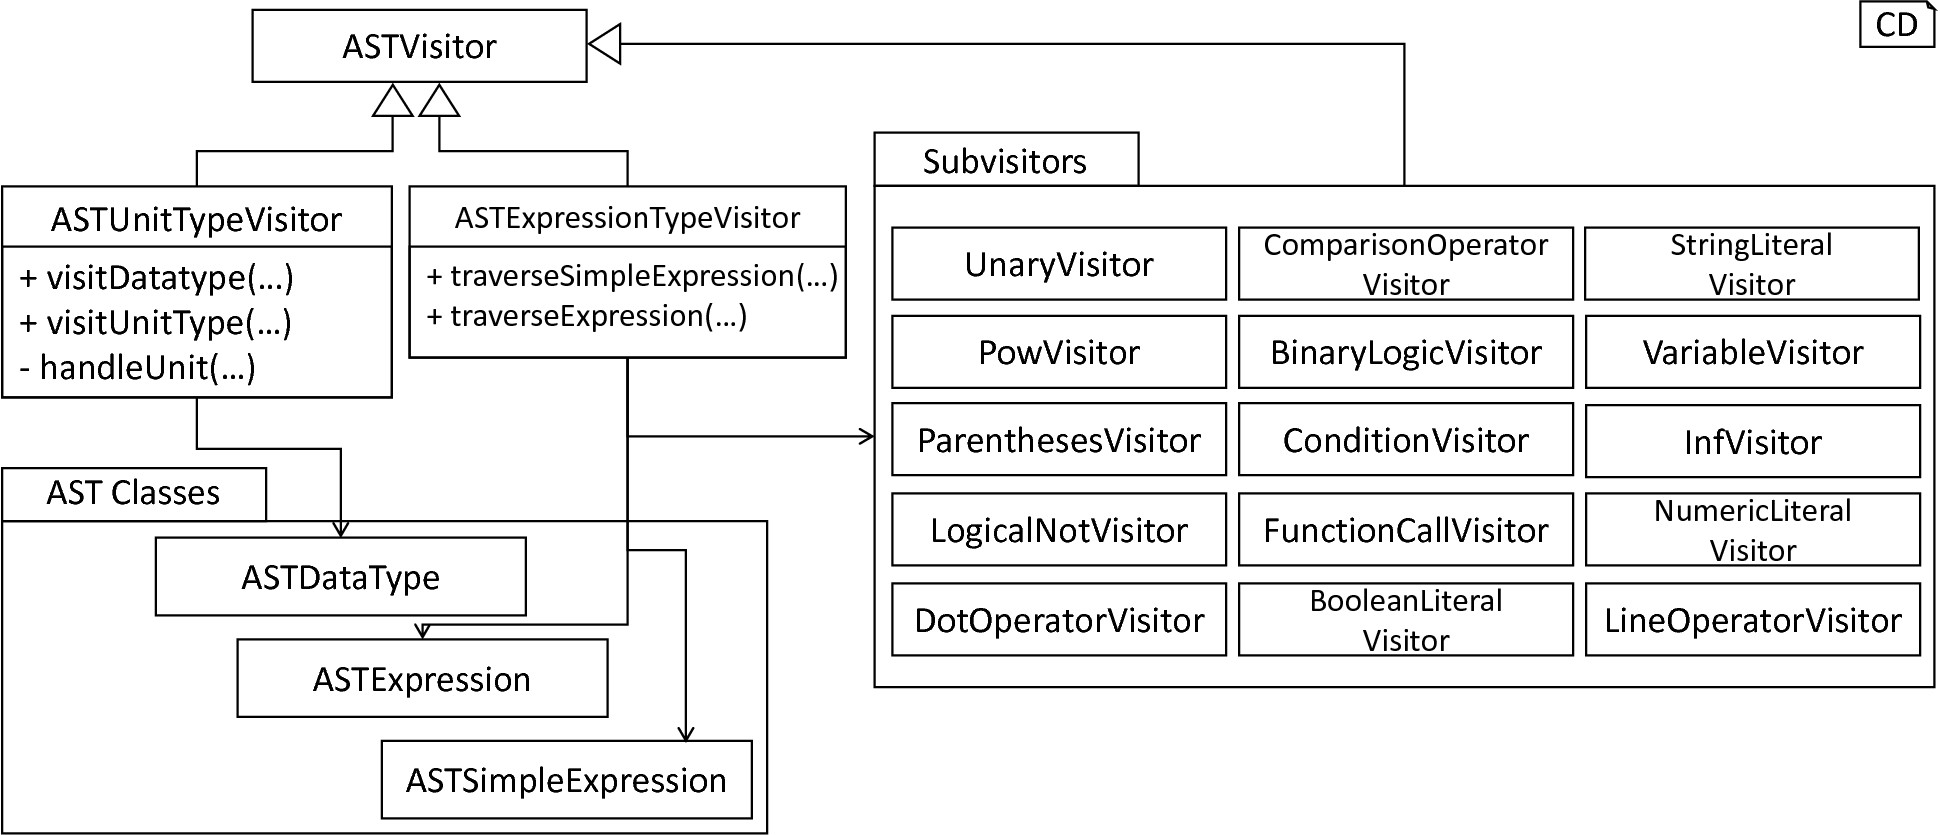 ASTVisitor
CD
Subvisitors
ASTUnitTypeVisitor
+ visitDatatype(...)
+ visitUnitType(...)
- handleUnit(...)
ASTExpressionTypeVisitor
+ traverseSimpleExpression(...)
+ traverseExpression(...)
UnaryVisitor
ComparisonOperator
Visitor
StringLiteral
Visitor
PowVisitor
BinaryLogicVisitor
VariableVisitor
ParenthesesVisitor
ConditionVisitor
InfVisitor
LogicalNotVisitor
FunctionCallVisitor
NumericLiteral
Visitor
DotOperatorVisitor
BooleanLiteral
Visitor
LineOperatorVisitor
AST Classes
ASTDataType
ASTExpression
ASTSimpleExpression